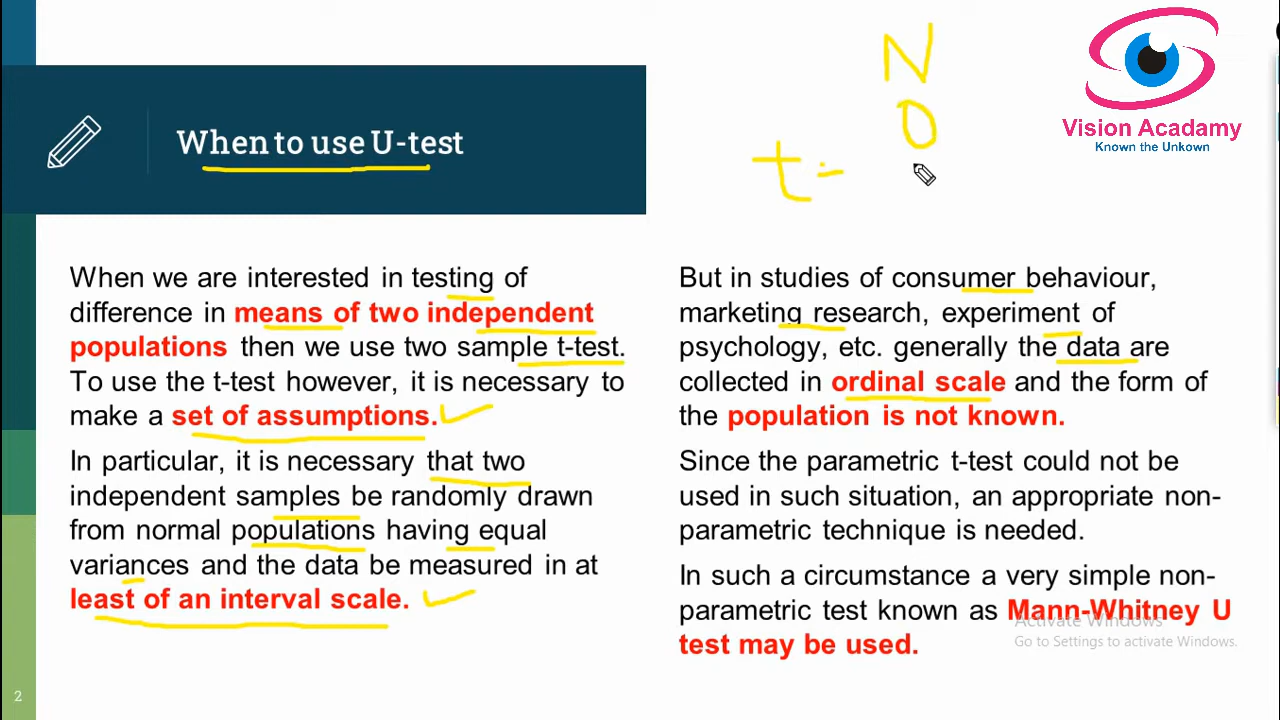 When to use U-test
N
O
t-
Vision Acadamy
Known the Unkown
When we are interested in testing of
difference in means of two independent
populations then we use two sample t-test.
To use the t-test however, it is necessary to
make a set of assumptions.
In particular, it is necessary that two
independent samples be randomly drawn
from normal populations having equal
variances and the data be measured in at
least of an interval scale.
But in studies of consumer behaviour,
marketing research, experiment of
psychology, etc. generally the data are
collected in ordinal scale and the form of
the population is not known.
Since the parametric t-test could not be
used in such situation, an appropriate non-
parametric technique is needed.
In such a circumstance a very simple non-
parametric test known as Mann-Whitney U
test may be used.
Activate Windows
Go to Settings to activate Windows.
2